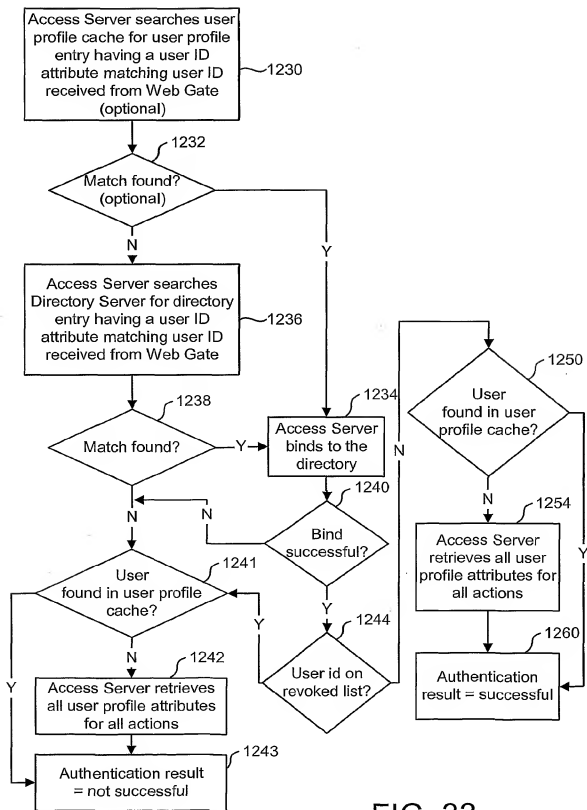 Access Server searches user
profile cache for user profile
entry having a user ID
attribute matching user ID
received from Web Gate
(optional)
1230
1232
Match found?
(optional)
N
Y
Access Server searches
Directory Server for directory
entry having a user ID
attribute matching user ID
received from Web Gate
1236
1238
Match found?
Y
N
1234
Access Server
binds to the
directory
1240
Bind
successful?
N
Y
1241
User
found in user profile
cache?
Y
N
1244
User id on
revoked list?
Y
N
1242
Access Server retrieves
all user profile attributes
for all actions
1243
Authentication result
= not successful
1250
User
found in user
profile cache?
N
Y
1254
Access Server
retrieves all user
profile attributes for
all actions
1260
Authentication
result = successful